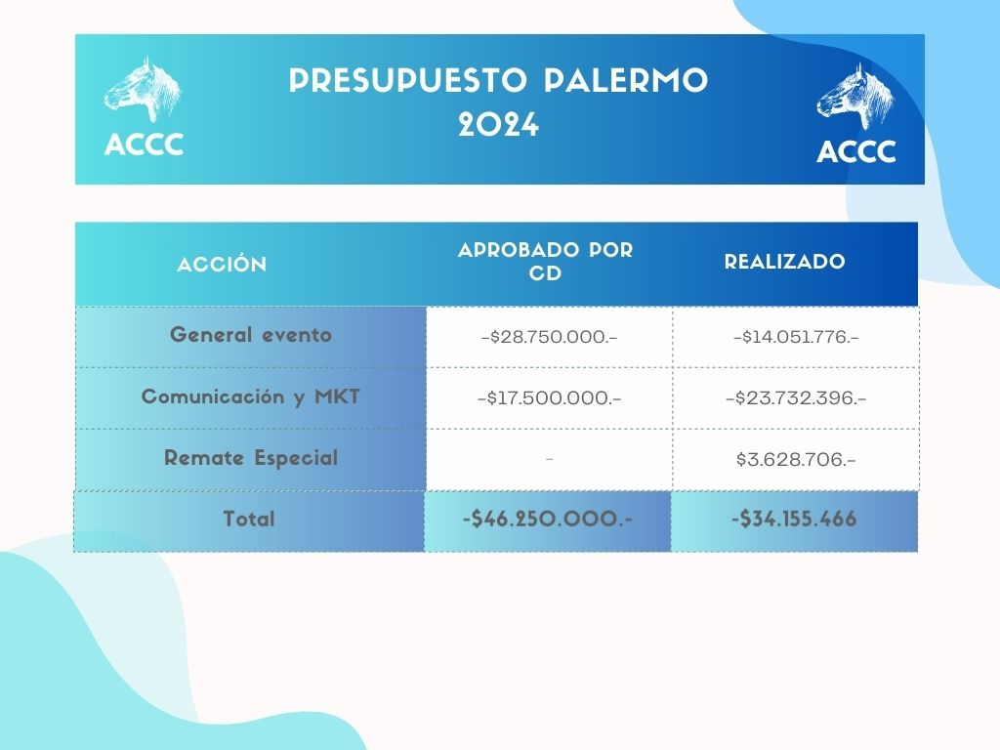 PRESUPUESTO PALERMO
2024
ACCC
ACCC
ACCIÓN
APROBADO POR
CD
REALIZADO
General evento
-$28.750.000.-
-$14.051.776.-
Comunicación y MKT
-$17.500.000.-
-$23.732.396.-
Remate Especial
-
$3.628.706.-
Total
-$46.250.000.-
-$34.155.466